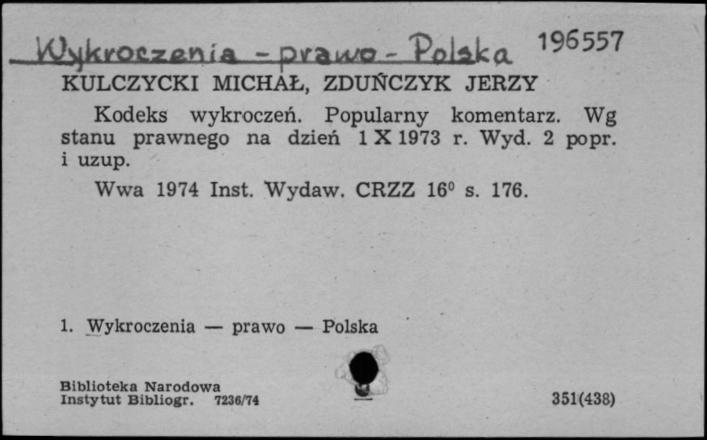 Wykroczenia - prawo - Polska 196557
KULCZYCKI MICHAŁ, ZDUŃCZYK JERZY
Kodeks wykroczeń. Popularny komentarz. Wg
stanu prawnego na dzień 1 X 1973 r. Wyd. 2 popr.
i uzup.
Wwa 1974 Inst. Wydaw. CRZZ 16⁰ s. 176.
1. Wykroczenia — prawo — Polska
Biblioteka Narodowa
Instytut Bibliogr. 7236/74 351(438)